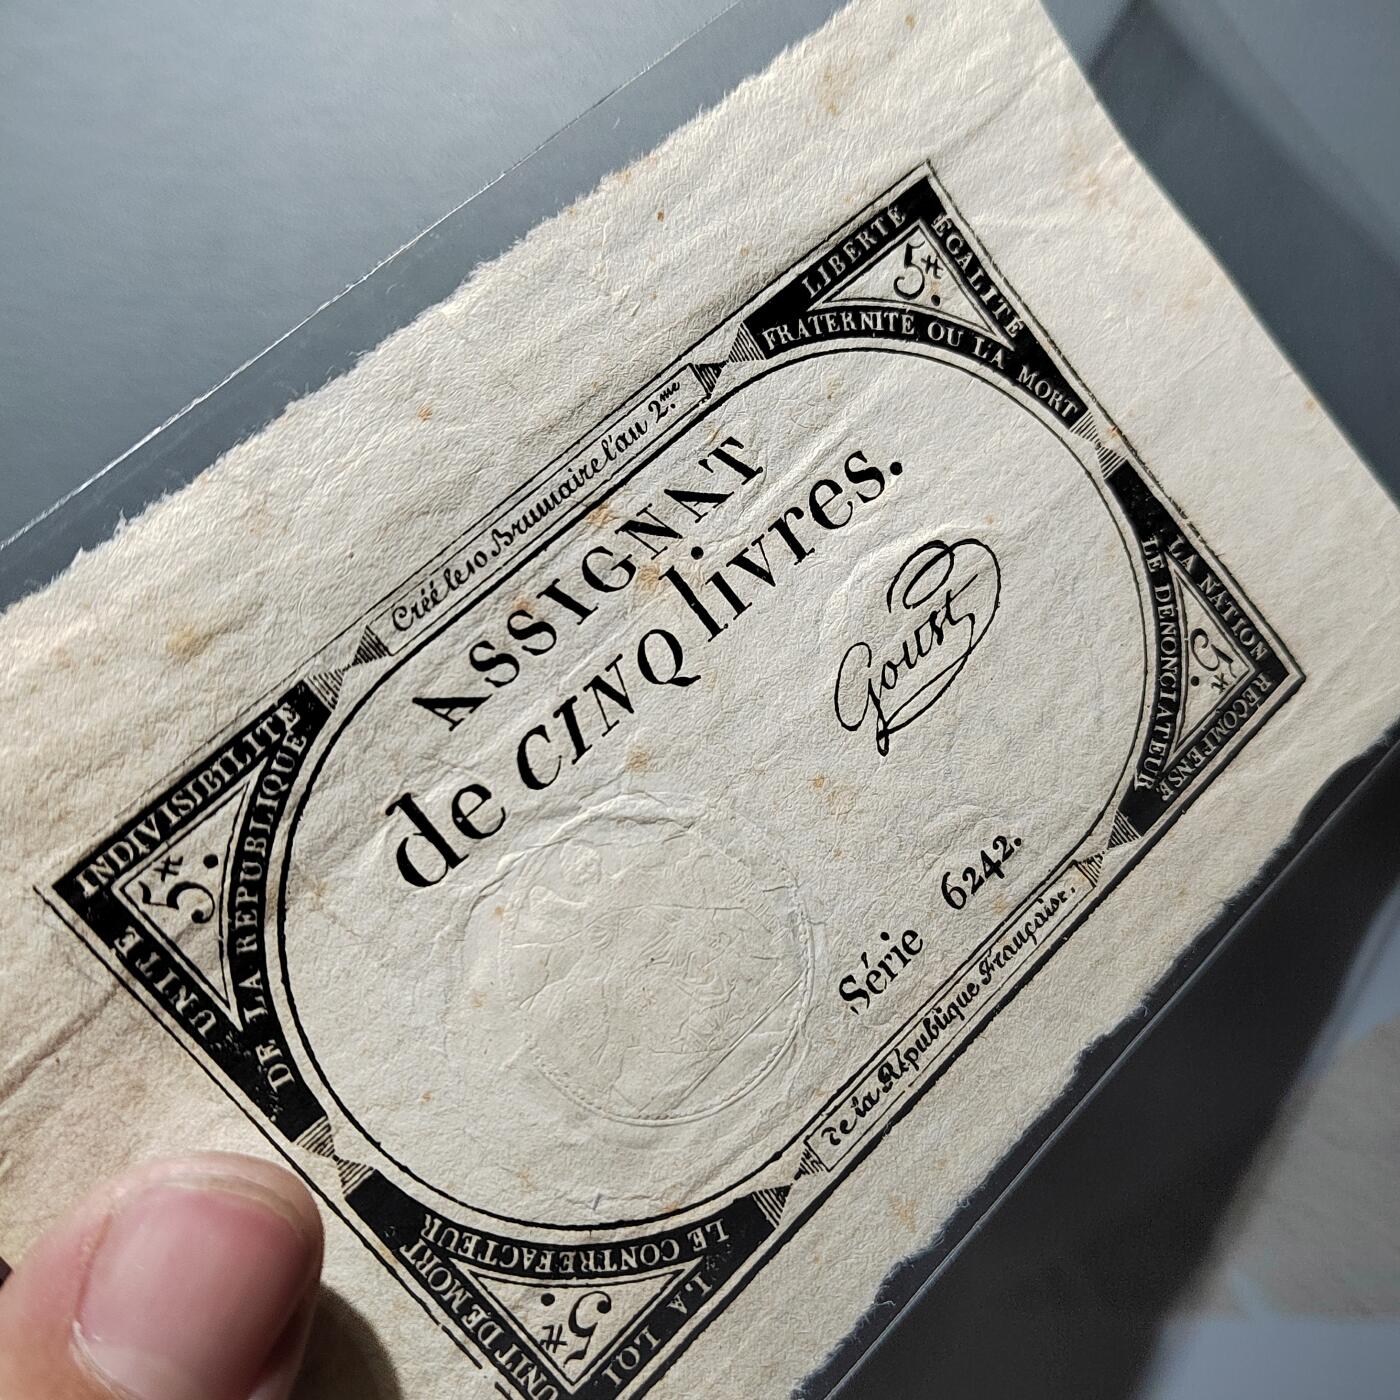 INDIVISIBILITÉ
UNITÉ
DE LA RÉPUBLIQUE
5₶.
Créé le 10 Brumaire l'an 2.me
LIBERTÉ
ÉGALITÉ
FRATERNITÉ OU LA MORT
5₶.
ASSIGNAT
de CINQ livres.
Goust
Série 6242.
De la République Française.
LA LOI
UNIT DE MORT
LE CONTREFACTEUR
5₶.
LA NATION
RECOMPENSE
LE DENONCIATEUR
5₶.